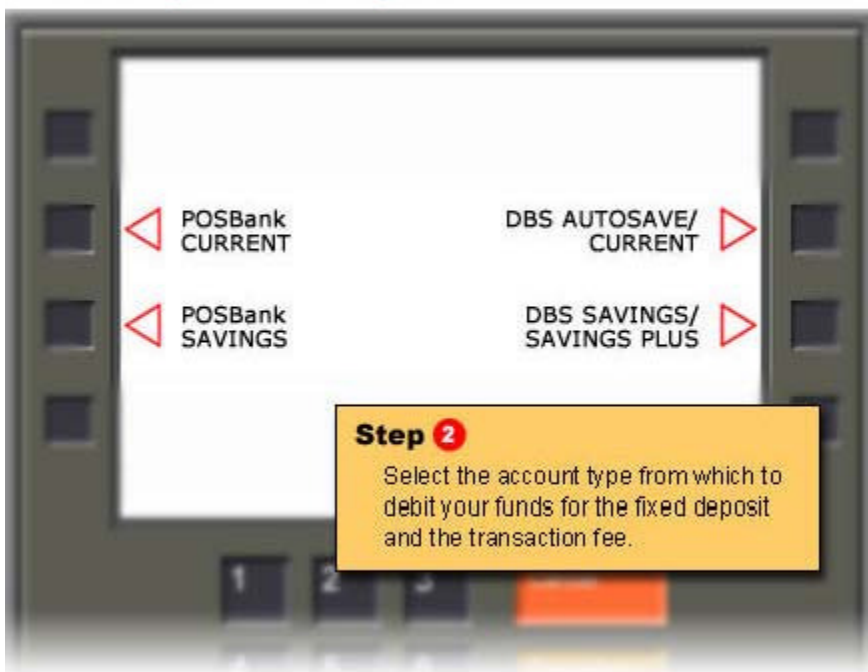 POSBank
CURRENT
DBS AUTOSAVE/
CURRENT
POSBank
SAVINGS
DBS SAVINGS/
SAVINGS PLUS
Step 2
Select the account type from which to
debit your funds for the fixed deposit
and the transaction fee.
1 2 3